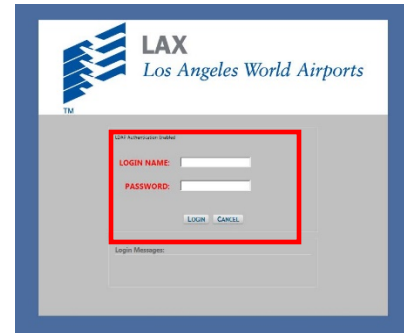 LAX
Los Angeles World Airports
TM
LDAP Authentication Enabled
LOGIN NAME:
PASSWORD:
LOGIN CANCEL
Login Messages: